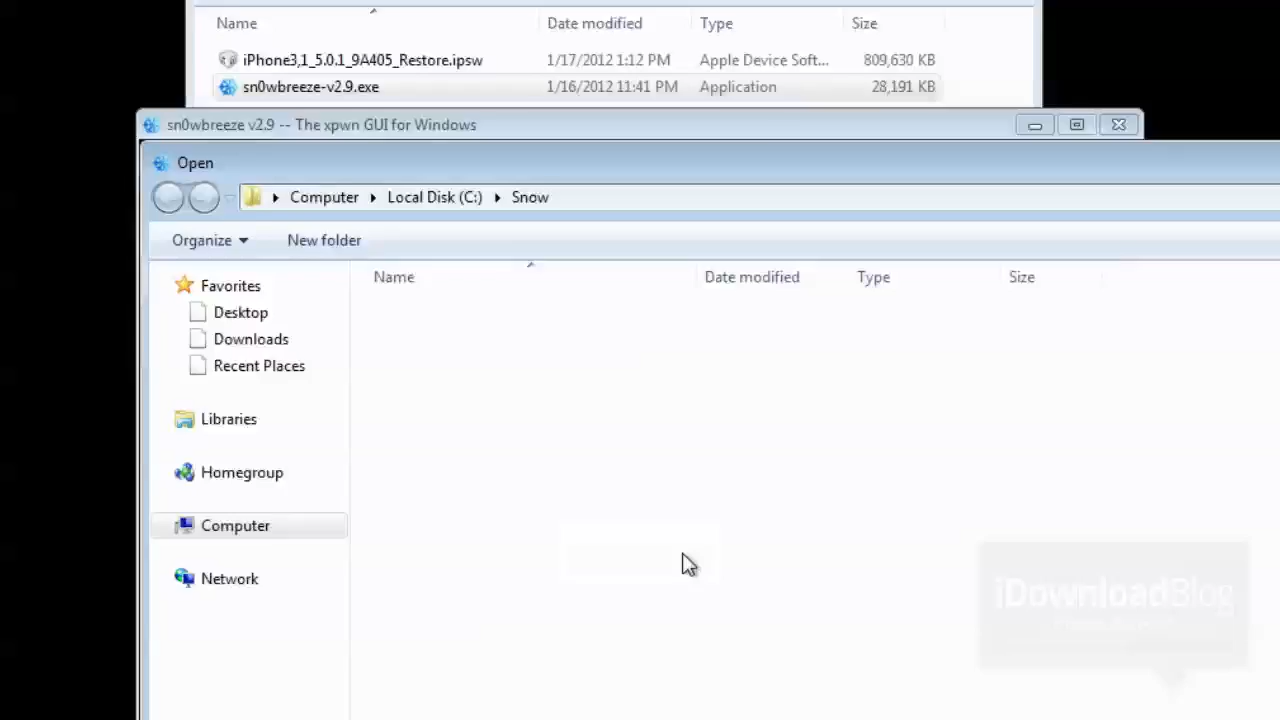 Name Date modified Type Size
iPhone3,1_5.0.1_9A405_Restore.ipsw 1/17/2012 1:12 PM Apple Device Soft... 809,630 KB
sn0wbreeze-v2.9.exe 1/16/2012 11:41 PM Application 28,191 KB
sn0wbreeze v2.9 -- The xpwn GUI for Windows
Open
Computer Local Disk (C:) Snow
Organize New folder
Name Date modified Type Size
Favorites
Desktop
Downloads
Recent Places
Libraries
Homegroup
Computer
Network
iDownloadBlog